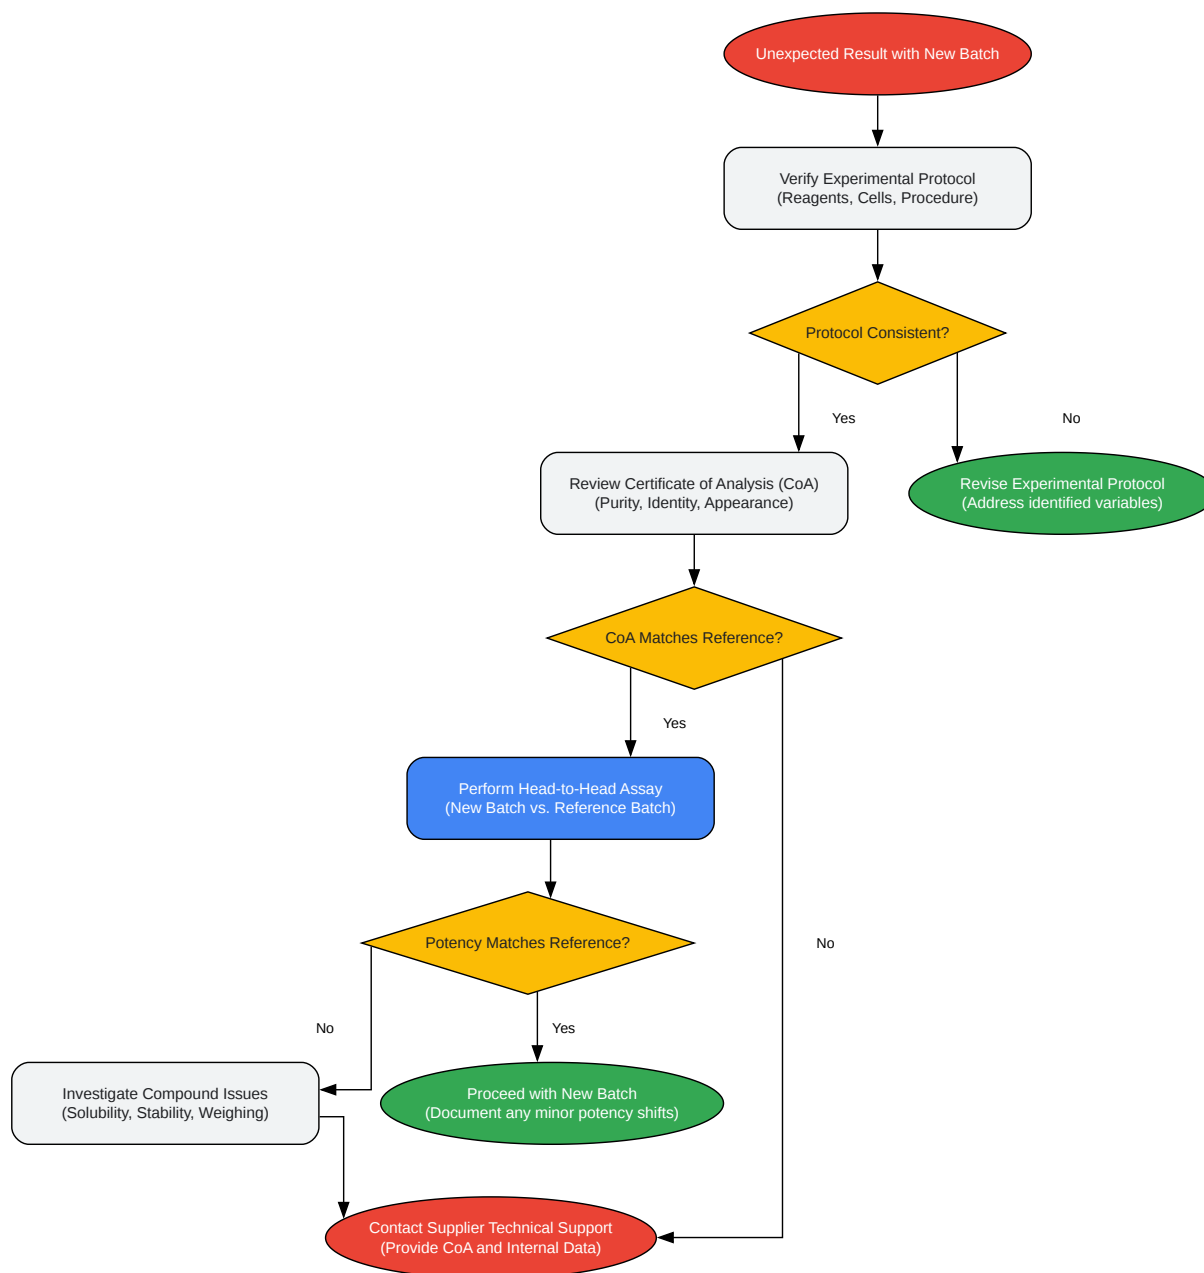 Unexpected Result with New Batch
Verify Experimental Protocol
(Reagents, Cells, Procedure)
Protocol Consistent?
Yes
No
Review Certificate of Analysis (CoA)
(Purity, Identity, Appearance)
Revise Experimental Protocol
(Address identified variables)
CoA Matches Reference?
Yes
Perform Head-to-Head Assay
(New Batch vs. Reference Batch)
Potency Matches Reference?
No
No
Yes
Investigate Compound Issues
(Solubility, Stability, Weighing)
Proceed with New Batch
(Document any minor potency shifts)
Contact Supplier Technical Support
(Provide CoA and Internal Data)